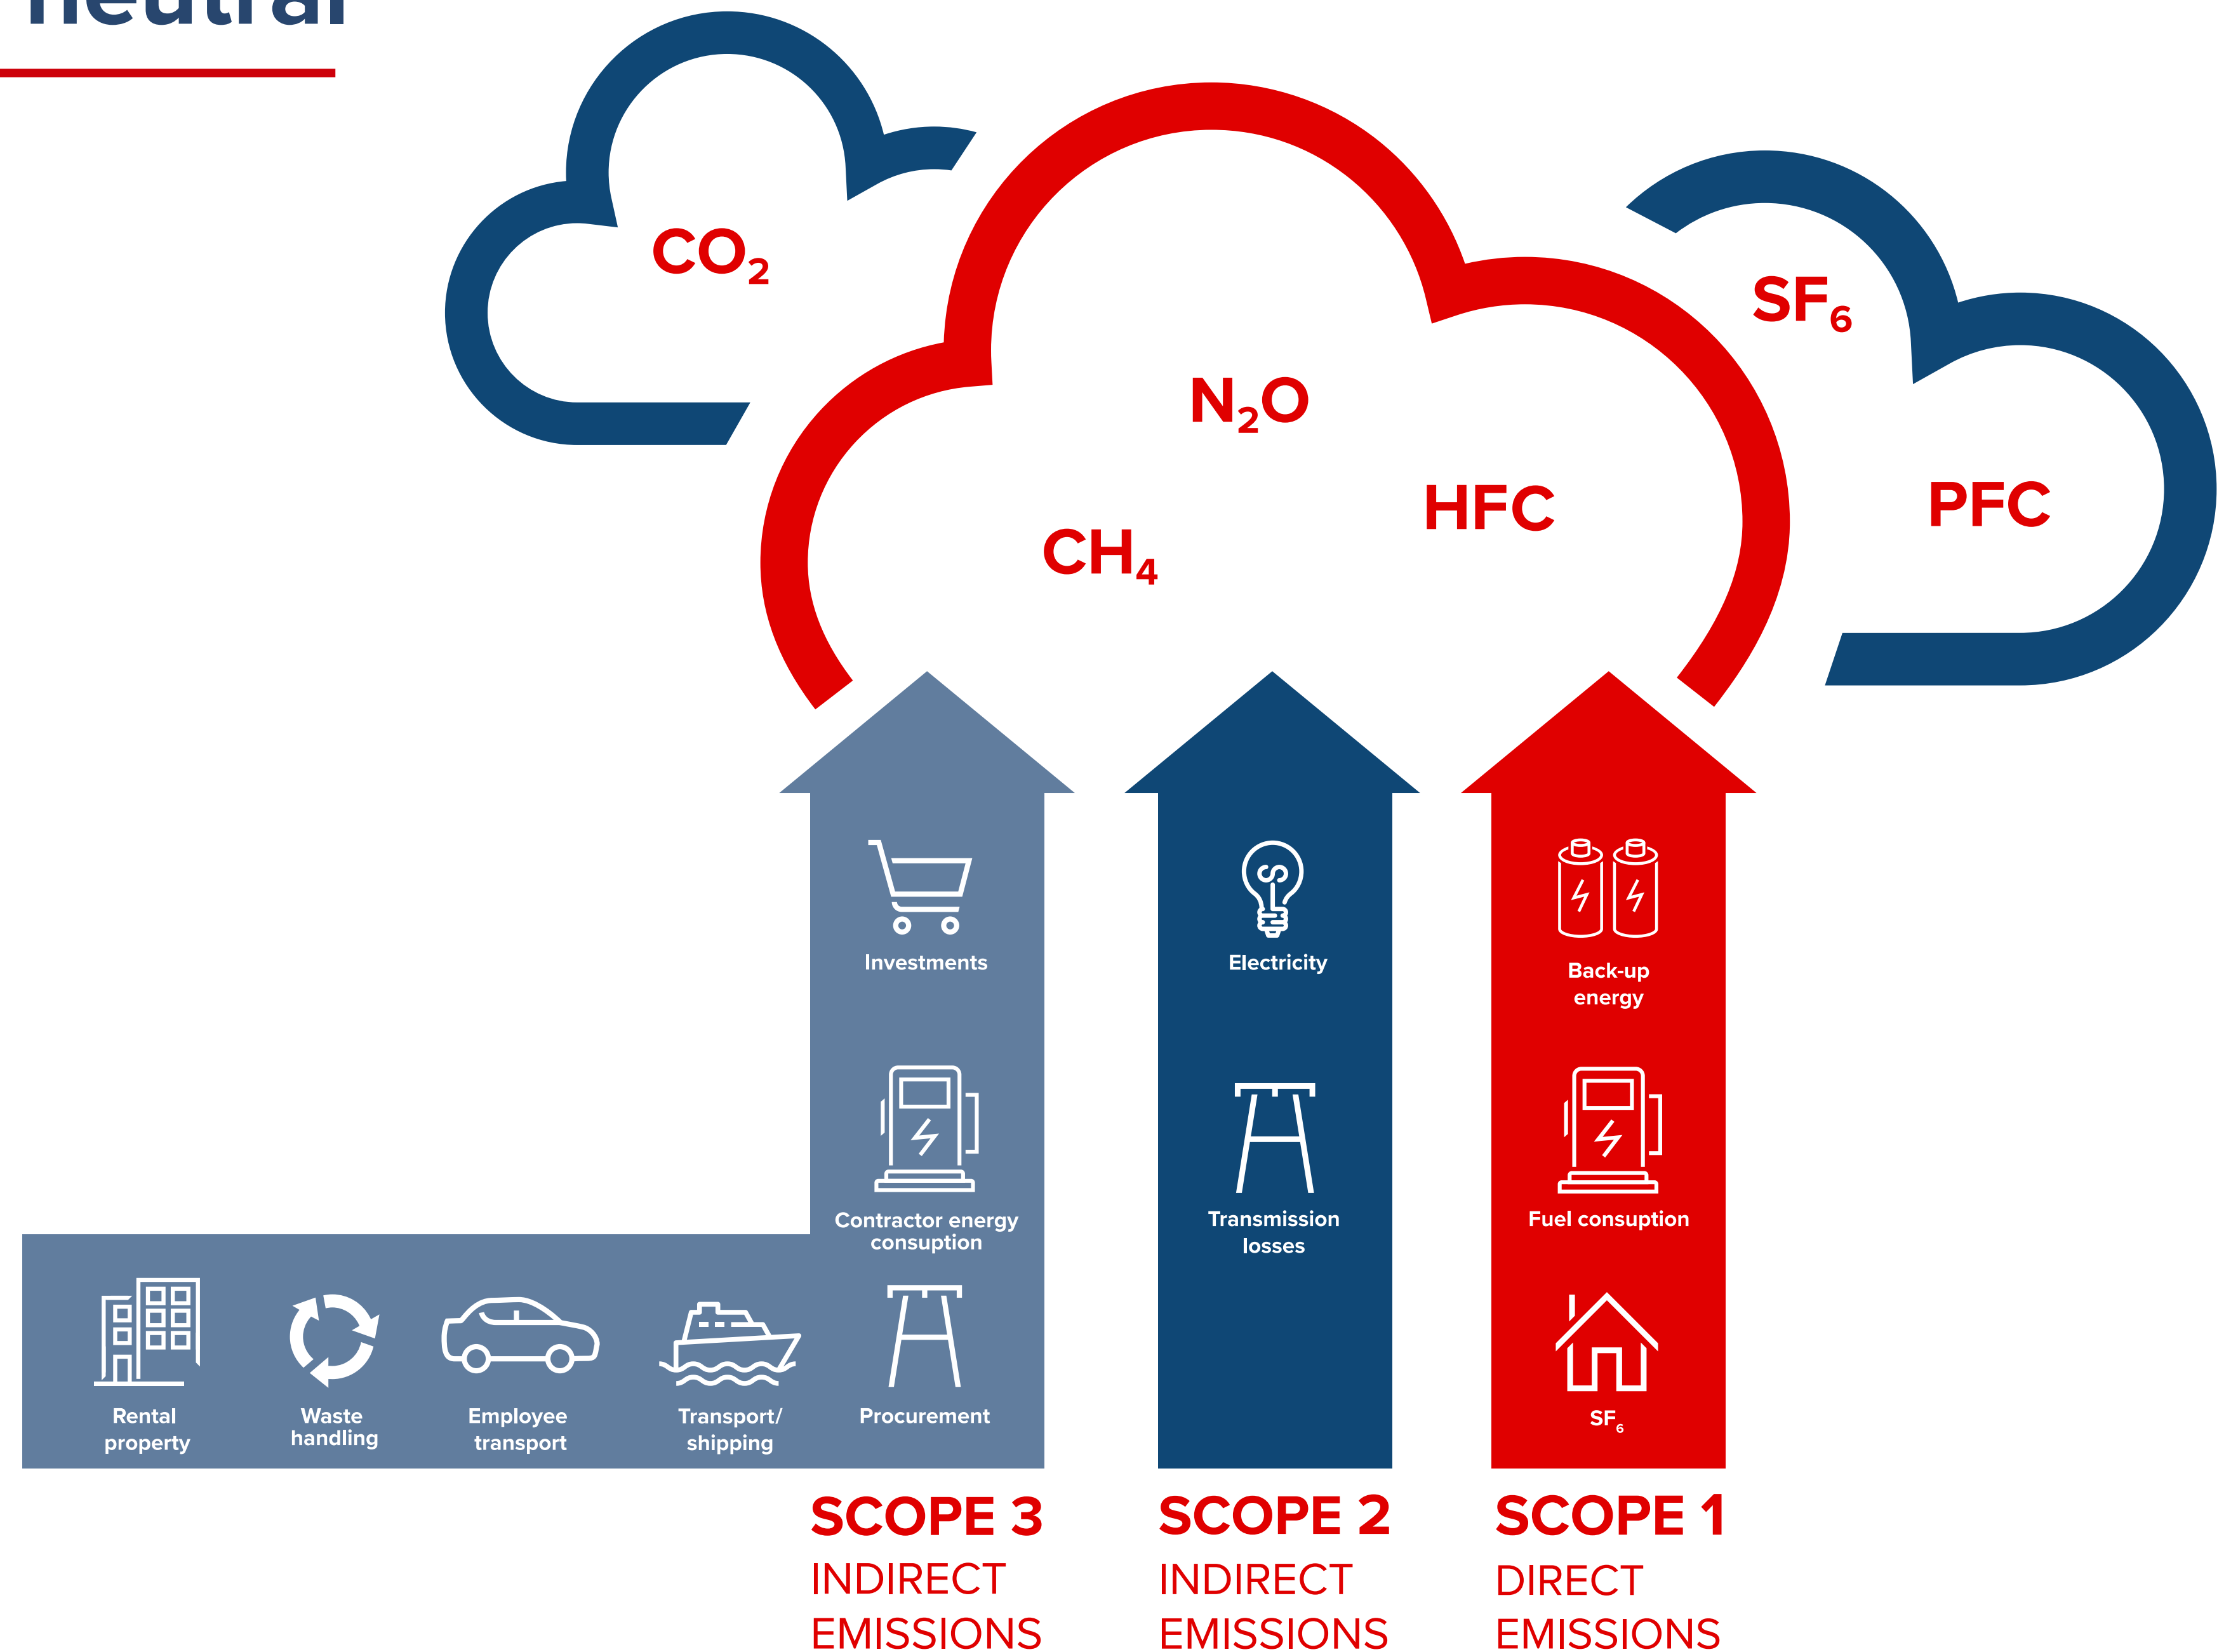 neutral
CO₂
N₂O
SF₆
HFC
PFC
CH₄
Investments
Electricity
Back-up
energy
Contractor energy
consuption
Transmission
losses
Fuel consuption
Rental
property
Waste
handling
Employee
transport
Transport/
shipping
Procurement
SF₆
SCOPE 3
INDIRECT
EMISSIONS
SCOPE 2
INDIRECT
EMISSIONS
SCOPE 1
DIRECT
EMISSIONS